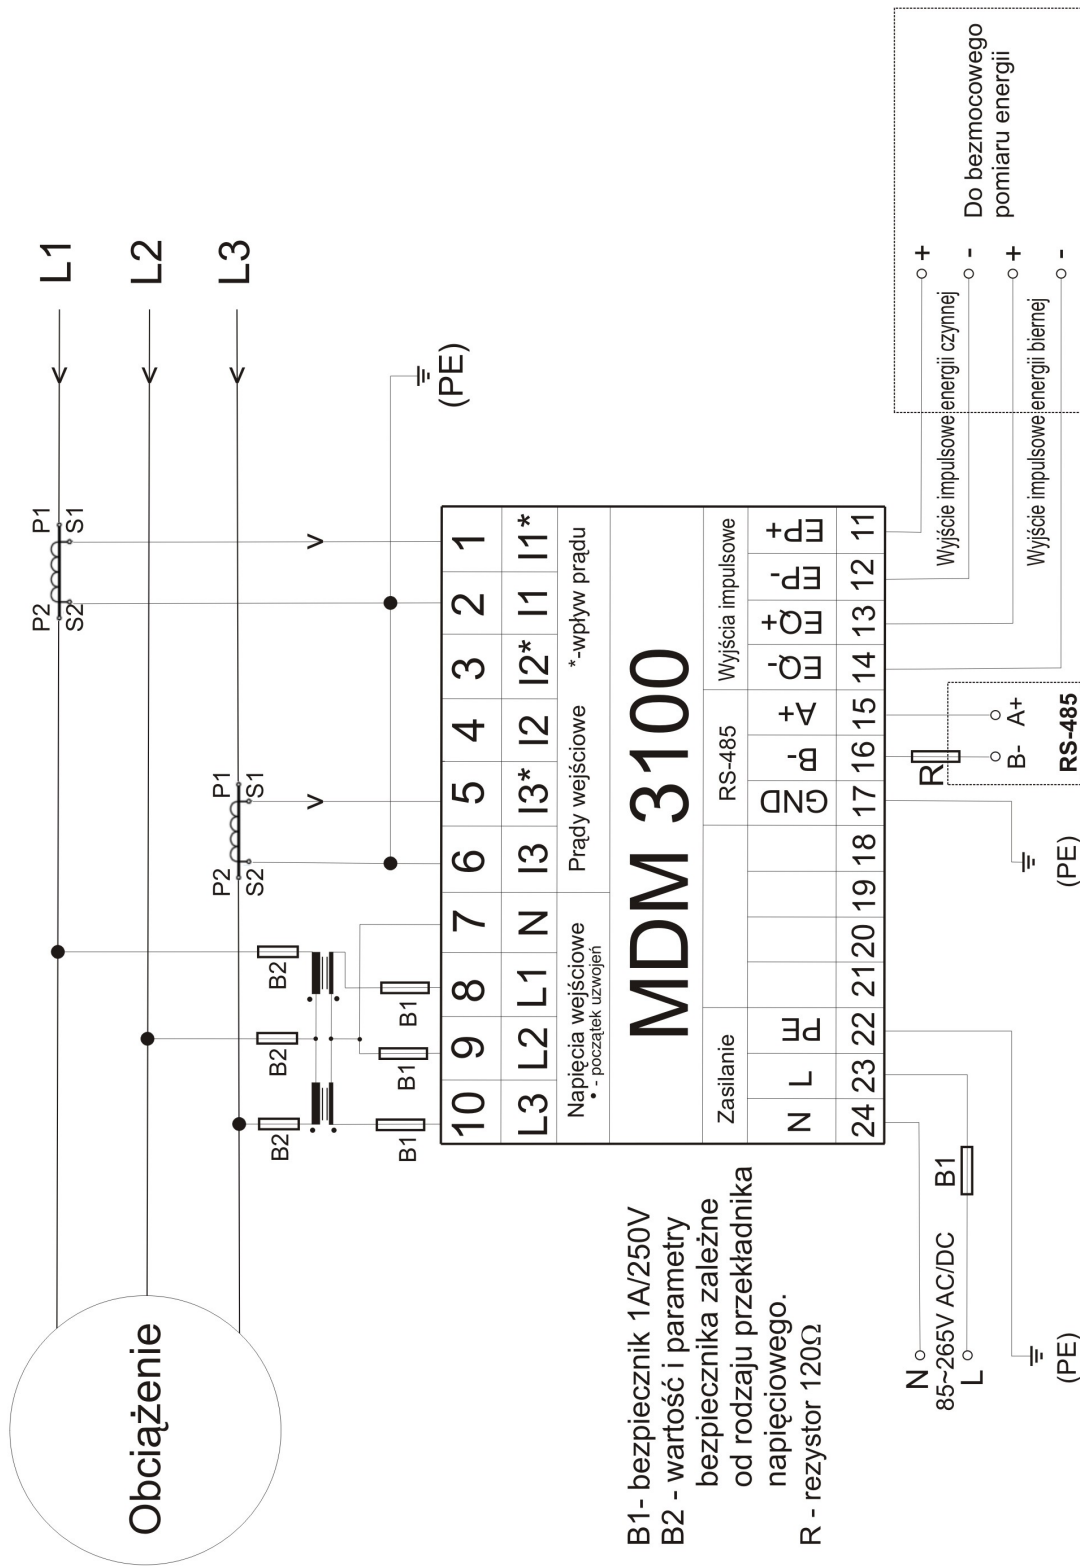 L1
L2
L3
P2
P1
S2
S1
P2
P1
S2
S1
(PE)
B2
B2
B2
B1
B1
B1
Obciążenie
10 9 8 7 6 5 4 3 2 1
L3 L2 L1 N I3 I3* I2 I2* I1 I1*
Napięcia wejściowe
• - początek uzwojeń
Prądy wejściowe
*-wpływ prądu
MDM 3100
Zasilanie
RS-485
Wyjścia impulsowe
N L PE GND B- A+ EQ- EQ+ EP- EP+
24 23 22 21 20 19 18 17 16 15 14 13 12 11
B1- bezpiecznik 1A/250V
B2 - wartość i parametry
bezpiecznika zależne
od rodzaju przekładnika
napięciowego.
R - rezystor 120Ω
N
85~265V AC/DC
L
B1
(PE)
(PE)
R
B- A+
RS-485
Wyjście impulsowe energii czynnej
Wyjście impulsowe energii biernej
+
-
+
-
Do bezmocowego
pomiaru energii